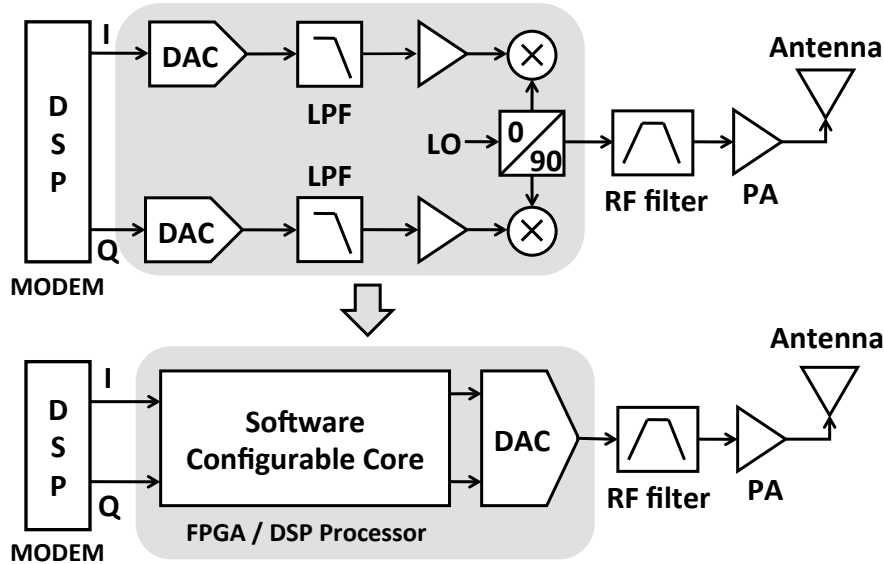 I
DAC
LPF
Antenna
D
S
P
LO
0
90
RF filter
PA
LPF
DAC
Q
MODEM
Antenna
I
D
S
P
Software
Configurable Core
DAC
RF filter
PA
Q
FPGA / DSP Processor
MODEM